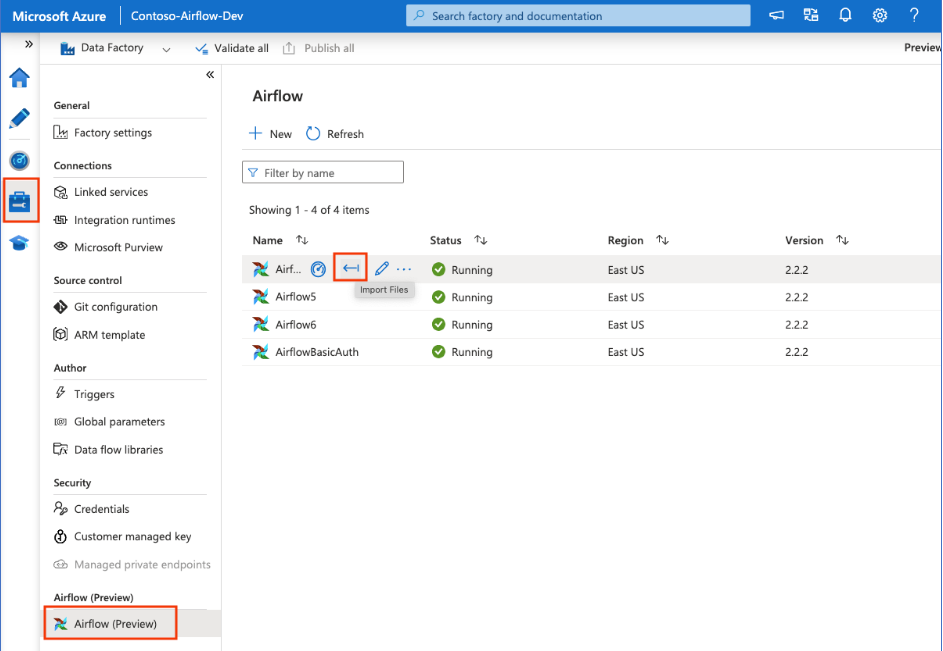 Microsoft Azure
Contoso-Airflow-Dev
Search factory and documentation
?
»
Data Factory
Validate all
Publish all
Preview
«
General
Factory settings
Connections
Linked services
Integration runtimes
Microsoft Purview
Source control
Git configuration
ARM template
Author
Triggers
Global parameters
Data flow libraries
Security
Credentials
Customer managed key
Managed private endpoints
Airflow (Preview)
Airflow (Preview)
Airflow
New
Refresh
Filter by name
Showing 1 - 4 of 4 items
Name Status Region Version
Airf... ··· Running East US 2.2.2
Import Files
Airflow5 Running East US 2.2.2
Airflow6 Running East US 2.2.2
AirflowBasicAuth Running East US 2.2.2